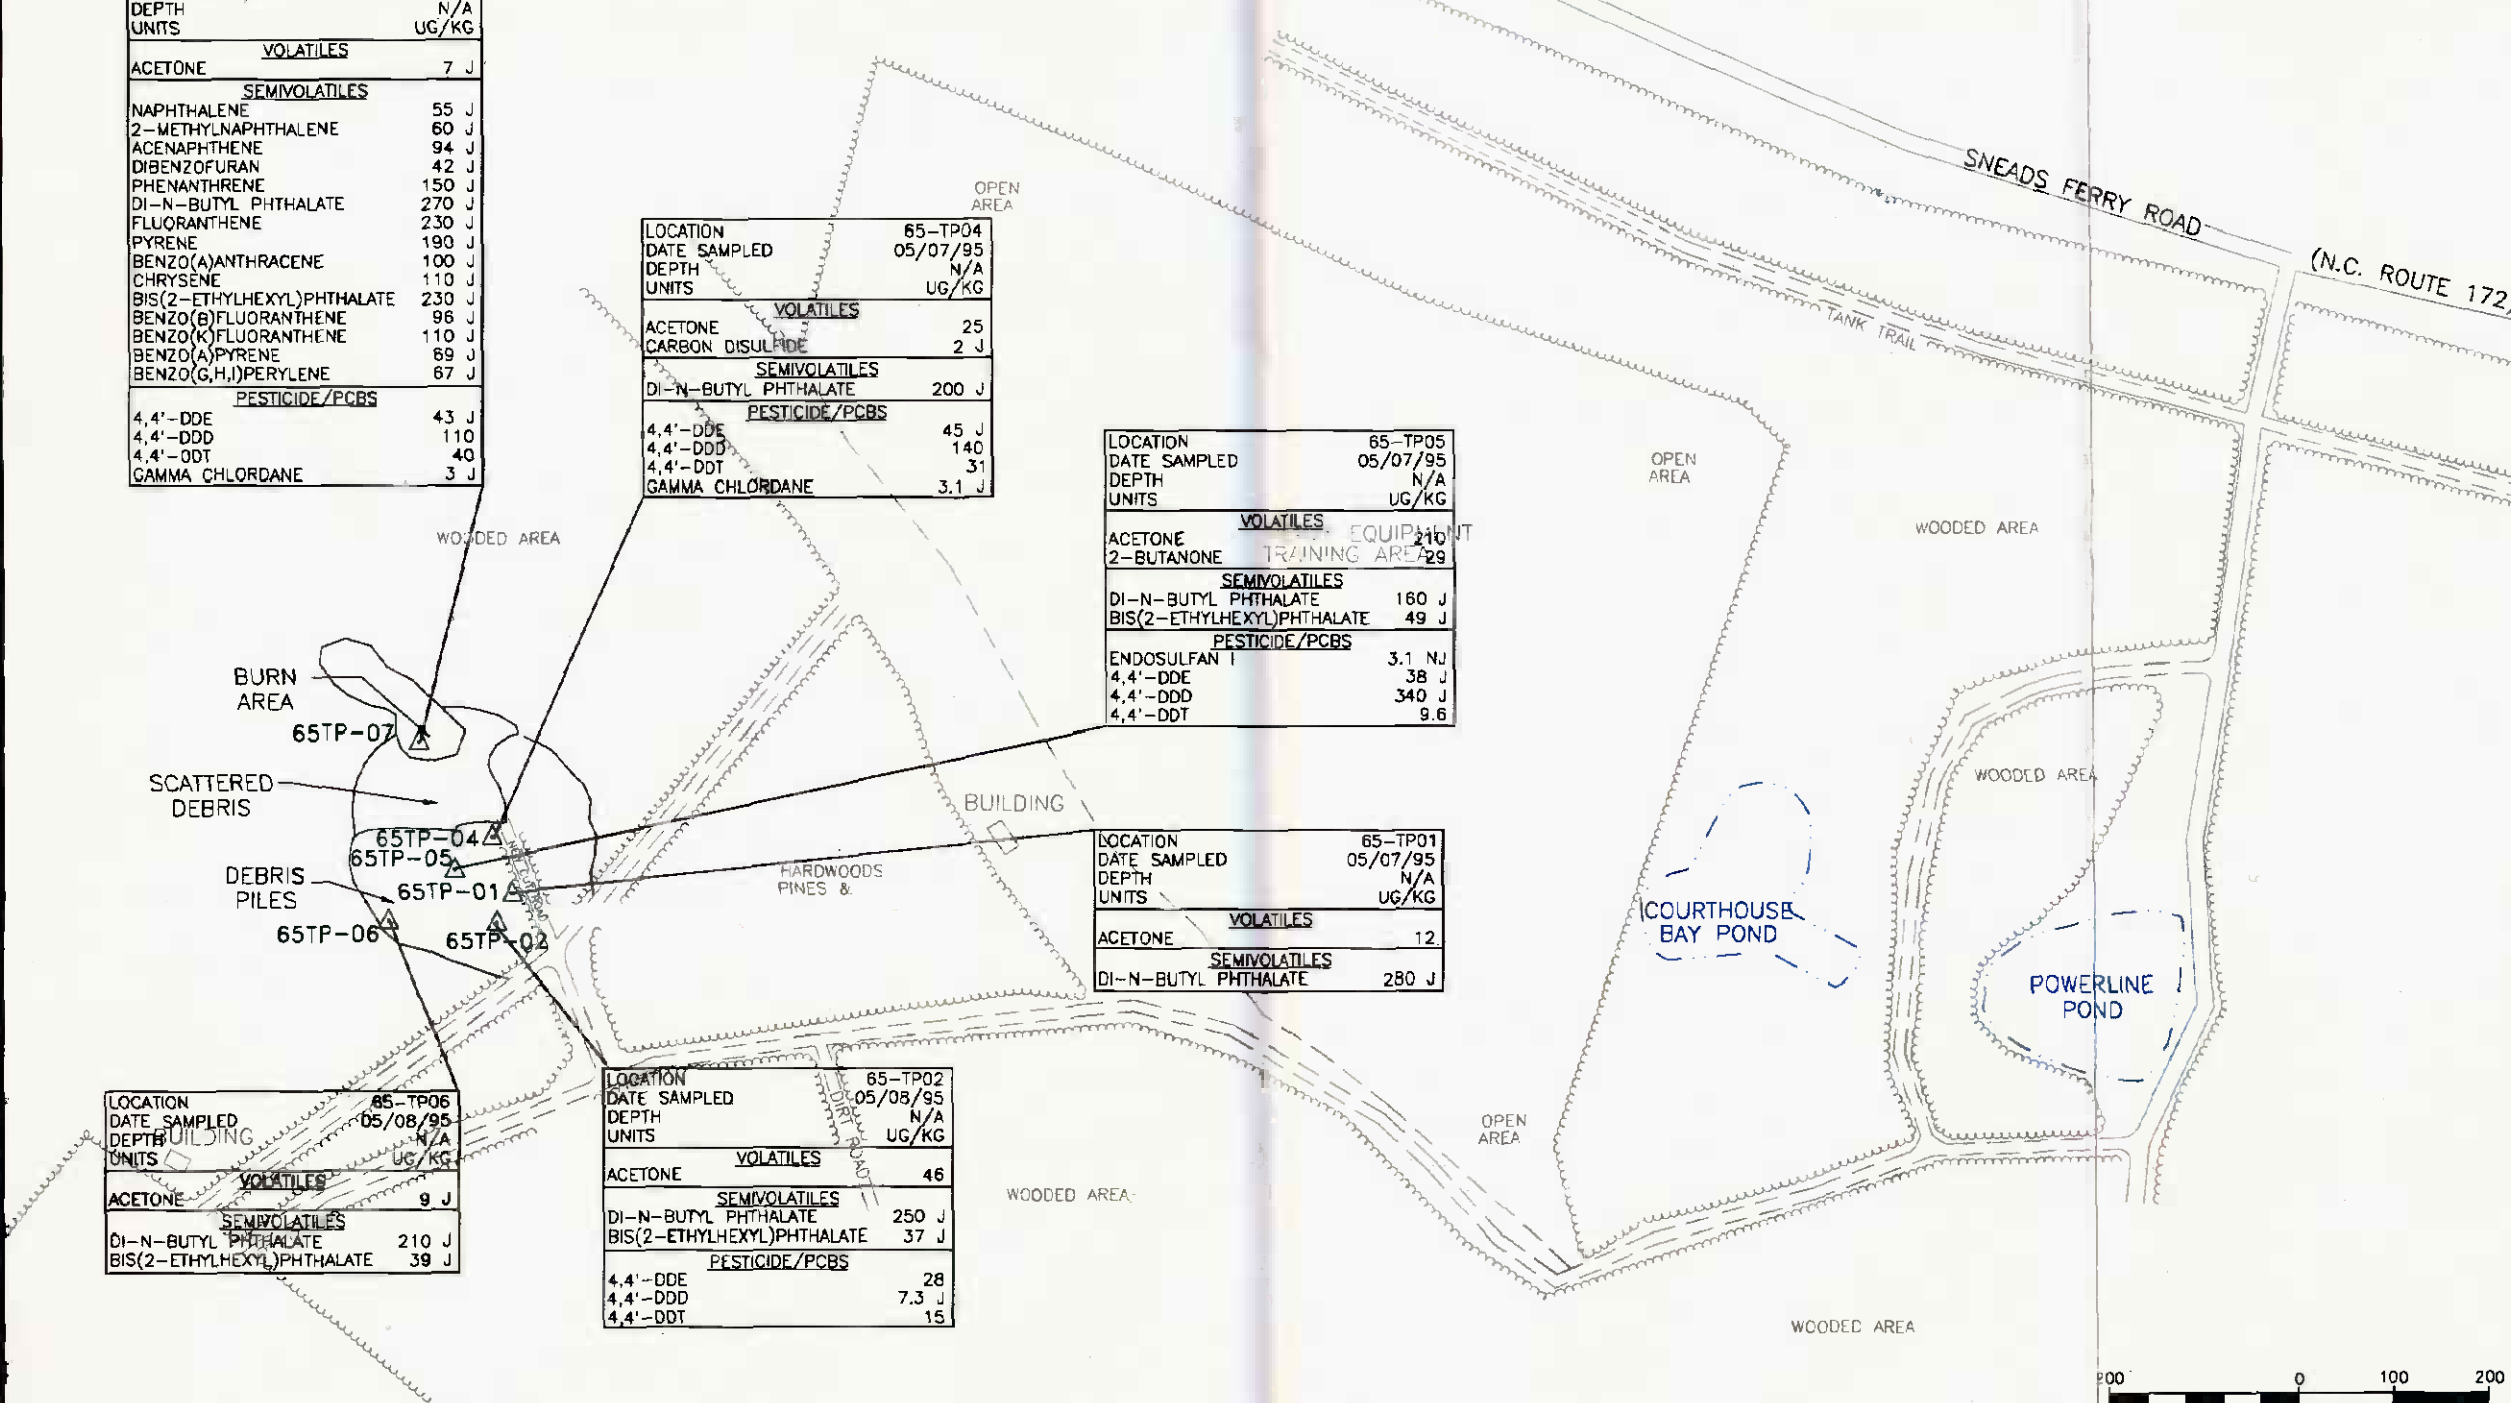 DEPTH N/A
UNITS UG/KG
VOLATILES
ACETONE 7 J
SEMIVOLATILES
NAPHTHALENE 55 J
2-METHYLNAPHTHALENE 60 J
ACENAPHTHENE 94 J
DIBENZOFURAN 42 J
PHENANTHRENE 150 J
DI-N-BUTYL PHTHALATE 270 J
FLUORANTHENE 230 J
PYRENE 190 J
BENZO(A)ANTHRACENE 100 J
CHRYSENE 110 J
BIS(2-ETHYLHEXYL)PHTHALATE 230 J
BENZO(B)FLUORANTHENE 96 J
BENZO(K)FLUORANTHENE 110 J
BENZO(A)PYRENE 69 J
BENZO(G,H,I)PERYLENE 67 J
PESTICIDE/PCBS
4,4'-DDE 43 J
4,4'-DDD 110
4,4'-DDT 40
GAMMA CHLORDANE 3 J
OPEN
AREA
LOCATION 65-TP04
DATE SAMPLED 05/07/95
DEPTH N/A
UNITS UG/KG
VOLATILES
ACETONE 25
CARBON DISULFIDE 2 J
SEMIVOLATILES
DI-N-BUTYL PHTHALATE 200 J
PESTICIDE/PCBS
4,4'-DDE 45 J
4,4'-DDD 140
4,4'-DDT 31
GAMMA CHLORDANE 3.1 J
SNEADS FERRY ROAD
(N.C. ROUTE 172
TANK TRAIL
LOCATION 65-TP05
DATE SAMPLED 05/07/95
DEPTH N/A
UNITS UG/KG
VOLATILES
ACETONE 210
2-BUTANONE 29
SEMIVOLATILES
DI-N-BUTYL PHTHALATE 160 J
BIS(2-ETHYLHEXYL)PHTHALATE 49 J
PESTICIDE/PCBS
ENDOSULFAN I 3.1 NJ
4,4'-DDE 38 J
4,4'-DDD 340 J
4,4'-DDT 9.6
EQUIPMENT
TRAINING AREA
OPEN
AREA
WOODED AREA
WOODED AREA
BURN
AREA
65TP-07
SCATTERED
DEBRIS
65TP-04
65TP-05
65TP-01
DEBRIS
PILES
65TP-06
65TP-02
BUILDING
HARDWOODS
PINES &
WOODED AREA
LOCATION 65-TP01
DATE SAMPLED 05/07/95
DEPTH N/A
UNITS UG/KG
VOLATILES
ACETONE 12
SEMIVOLATILES
DI-N-BUTYL PHTHALATE 280 J
COURTHOUSE
BAY POND
POWERLINE
POND
LOCATION 65-TP06
DATE SAMPLED 05/08/95
DEPTH N/A
UNITS UG/KG
VOLATILES
ACETONE 9 J
SEMIVOLATILES
DI-N-BUTYL PHTHALATE 210 J
BIS(2-ETHYLHEXYL)PHTHALATE 39 J
BUILDING
LOCATION 65-TP02
DATE SAMPLED 05/08/95
DEPTH N/A
UNITS UG/KG
VOLATILES
ACETONE 46
SEMIVOLATILES
DI-N-BUTYL PHTHALATE 250 J
BIS(2-ETHYLHEXYL)PHTHALATE 37 J
PESTICIDE/PCBS
4,4'-DDE 28
4,4'-DDD 7.3 J
4,4'-DDT 15
DIRT ROAD
WOODED AREA
OPEN
AREA
WOODED AREA
200 0 100 200